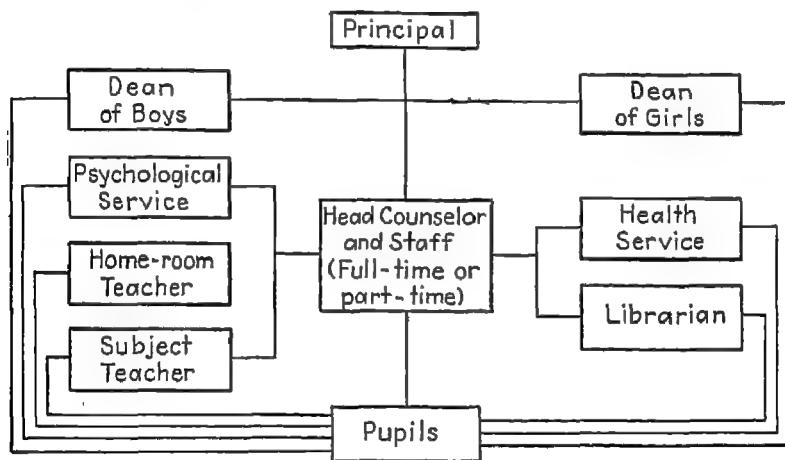 Principal
Dean
of Boys
Dean
of Girls
Psychological
Service
Head Counselor
and Staff
(Full-time or
part-time)
Health
Service
Home-room
Teacher
Librarian
Subject
Teacher
Pupils